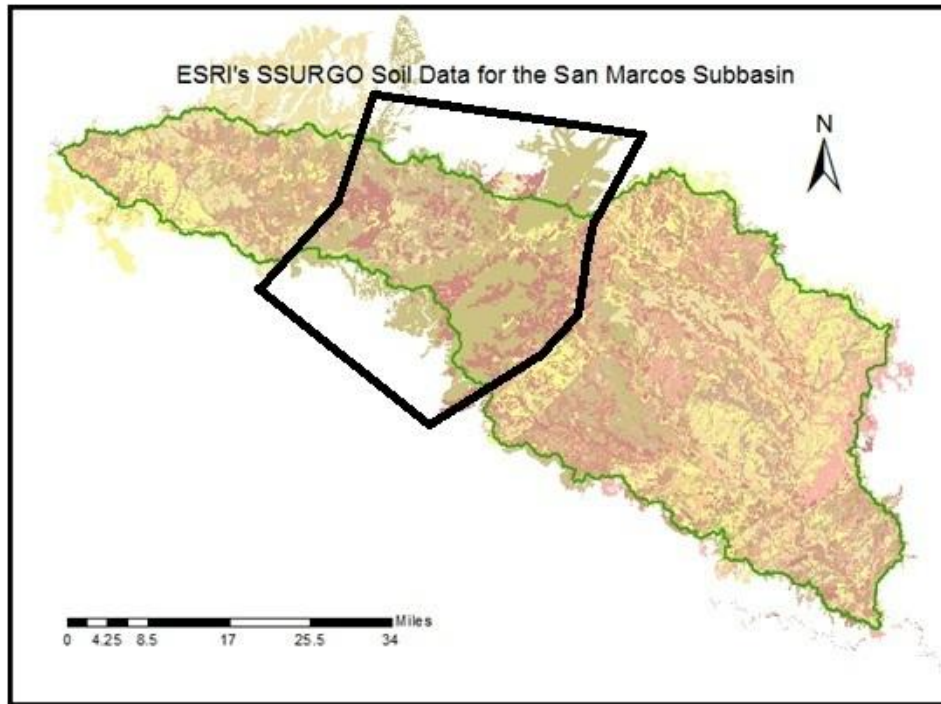 ESRI's SSURGO Soil Data for the San Marcos Subbasin
N
Miles
0 4.25 8.5 17 25.5 34